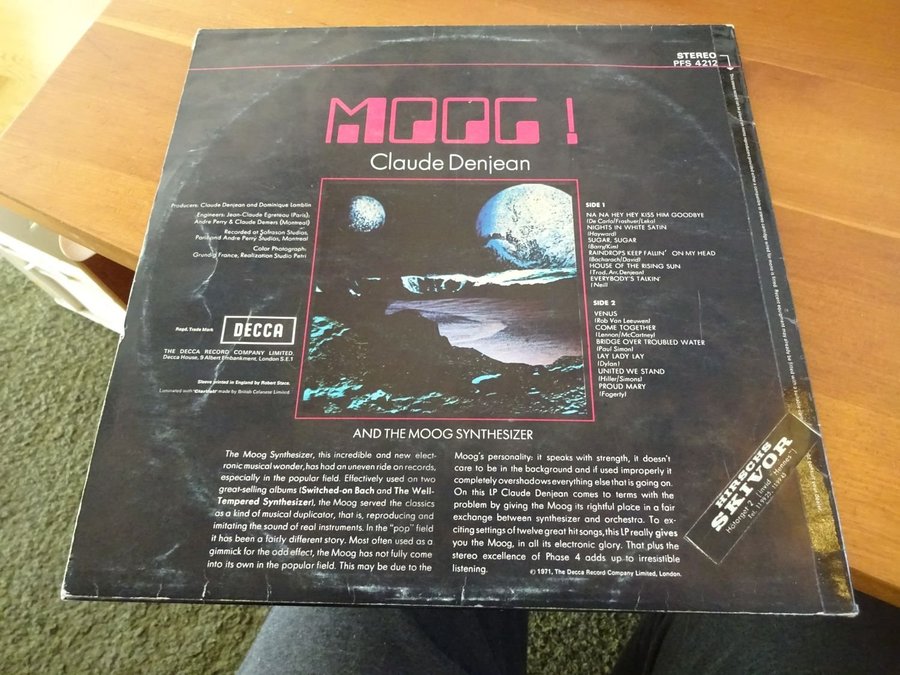 STEREO
PFS 4212
MOOG!
Claude Denjean
Producers: Claude Denjean and Dominique Lamblin
Engineers: Jean-Claude Egreteau (Paris),
Andre Perry & Claude Demers (Montreal)
Recorded at Sofreson Studios,
Paris and Andre Perry Studios, Montreal
Color Photograph:
Grundig France, Realization Studio Petri
Regd. Trade Mark
DECCA
THE DECCA RECORD COMPANY LIMITED.
Decca House, 9 Albert Embankment, London S.E.1
Sleeve printed in England by Robert Stace.
Laminated with 'Clarifoil' made by British Celanese Limited
SIDE 1
NA NA HEY HEY KISS HIM GOODBYE
(De Carlo/Frashuer/Leka)
NIGHTS IN WHITE SATIN
(Hayward)
SUGAR, SUGAR
(Barry/Kim)
RAINDROPS KEEP FALLIN' ON MY HEAD
(Bacharach/David)
HOUSE OF THE RISING SUN
(Trad. Arr. Denjean)
EVERYBODY'S TALKIN'
(Neil)
SIDE 2
VENUS
(Rob Van Leeuwen)
COME TOGETHER
(Lennon/McCartney)
BRIDGE OVER TROUBLED WATER
(Paul Simon)
LAY LADY LAY
(Dylan)
UNITED WE STAND
(Hiller/Simons)
PROUD MARY
(Fogerty)
AND THE MOOG SYNTHESIZER
The Moog Synthesizer, this incredible and new elect-
ronic musical wonder, has had an uneven ride on records,
especially in the popular field. Effectively used on two
great-selling albums (Switched-on Bach and The Well-
Tempered Synthesizer), the Moog served the classics
as a kind of musical duplicator, that is, reproducing and
imitating the sound of real instruments. In the "pop" field
it has been a fairly different story. Most often used as a
gimmick for the odd effect, the Moog has not fully come
into its own in the popular field. This may be due to the
Moog's personality: it speaks with strength, it doesn't
care to be in the background and if used improperly it
completely overshadows everything else that is going on.
On this LP Claude Denjean comes to terms with the
problem by giving the Moog its rightful place in a fair
exchange between synthesizer and orchestra. To ex-
citing settings of twelve great hit songs, this LP really gives
you the Moog, in all its electronic glory. That plus the
stereo excellence of Phase 4 adds up to irresistible
listening.
© 1971, The Decca Record Company Limited, London.
HIRSCHS
SKIVOR